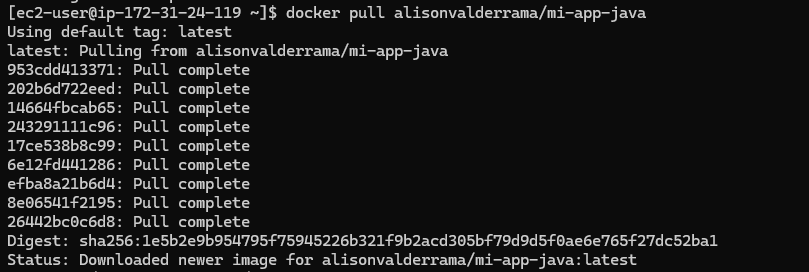 [ec2-user@ip-172-31-24-119 ~]$ docker pull alisonvalderrama/mi-app-java
Using default tag: latest
latest: Pulling from alisonvalderrama/mi-app-java
953cdd413371: Pull complete
202b6d722eed: Pull complete
14664fbcab65: Pull complete
243291111c96: Pull complete
17ce538b8c99: Pull complete
6e12fd441286: Pull complete
efba8a21b6d4: Pull complete
8e06541f2195: Pull complete
26442bc0c6d8: Pull complete
Digest: sha256:1e5b2e9b954795f75945226b321f9b2acd305bf79d9d5f0ae6e765f27dc52ba1
Status: Downloaded newer image for alisonvalderrama/mi-app-java:latest